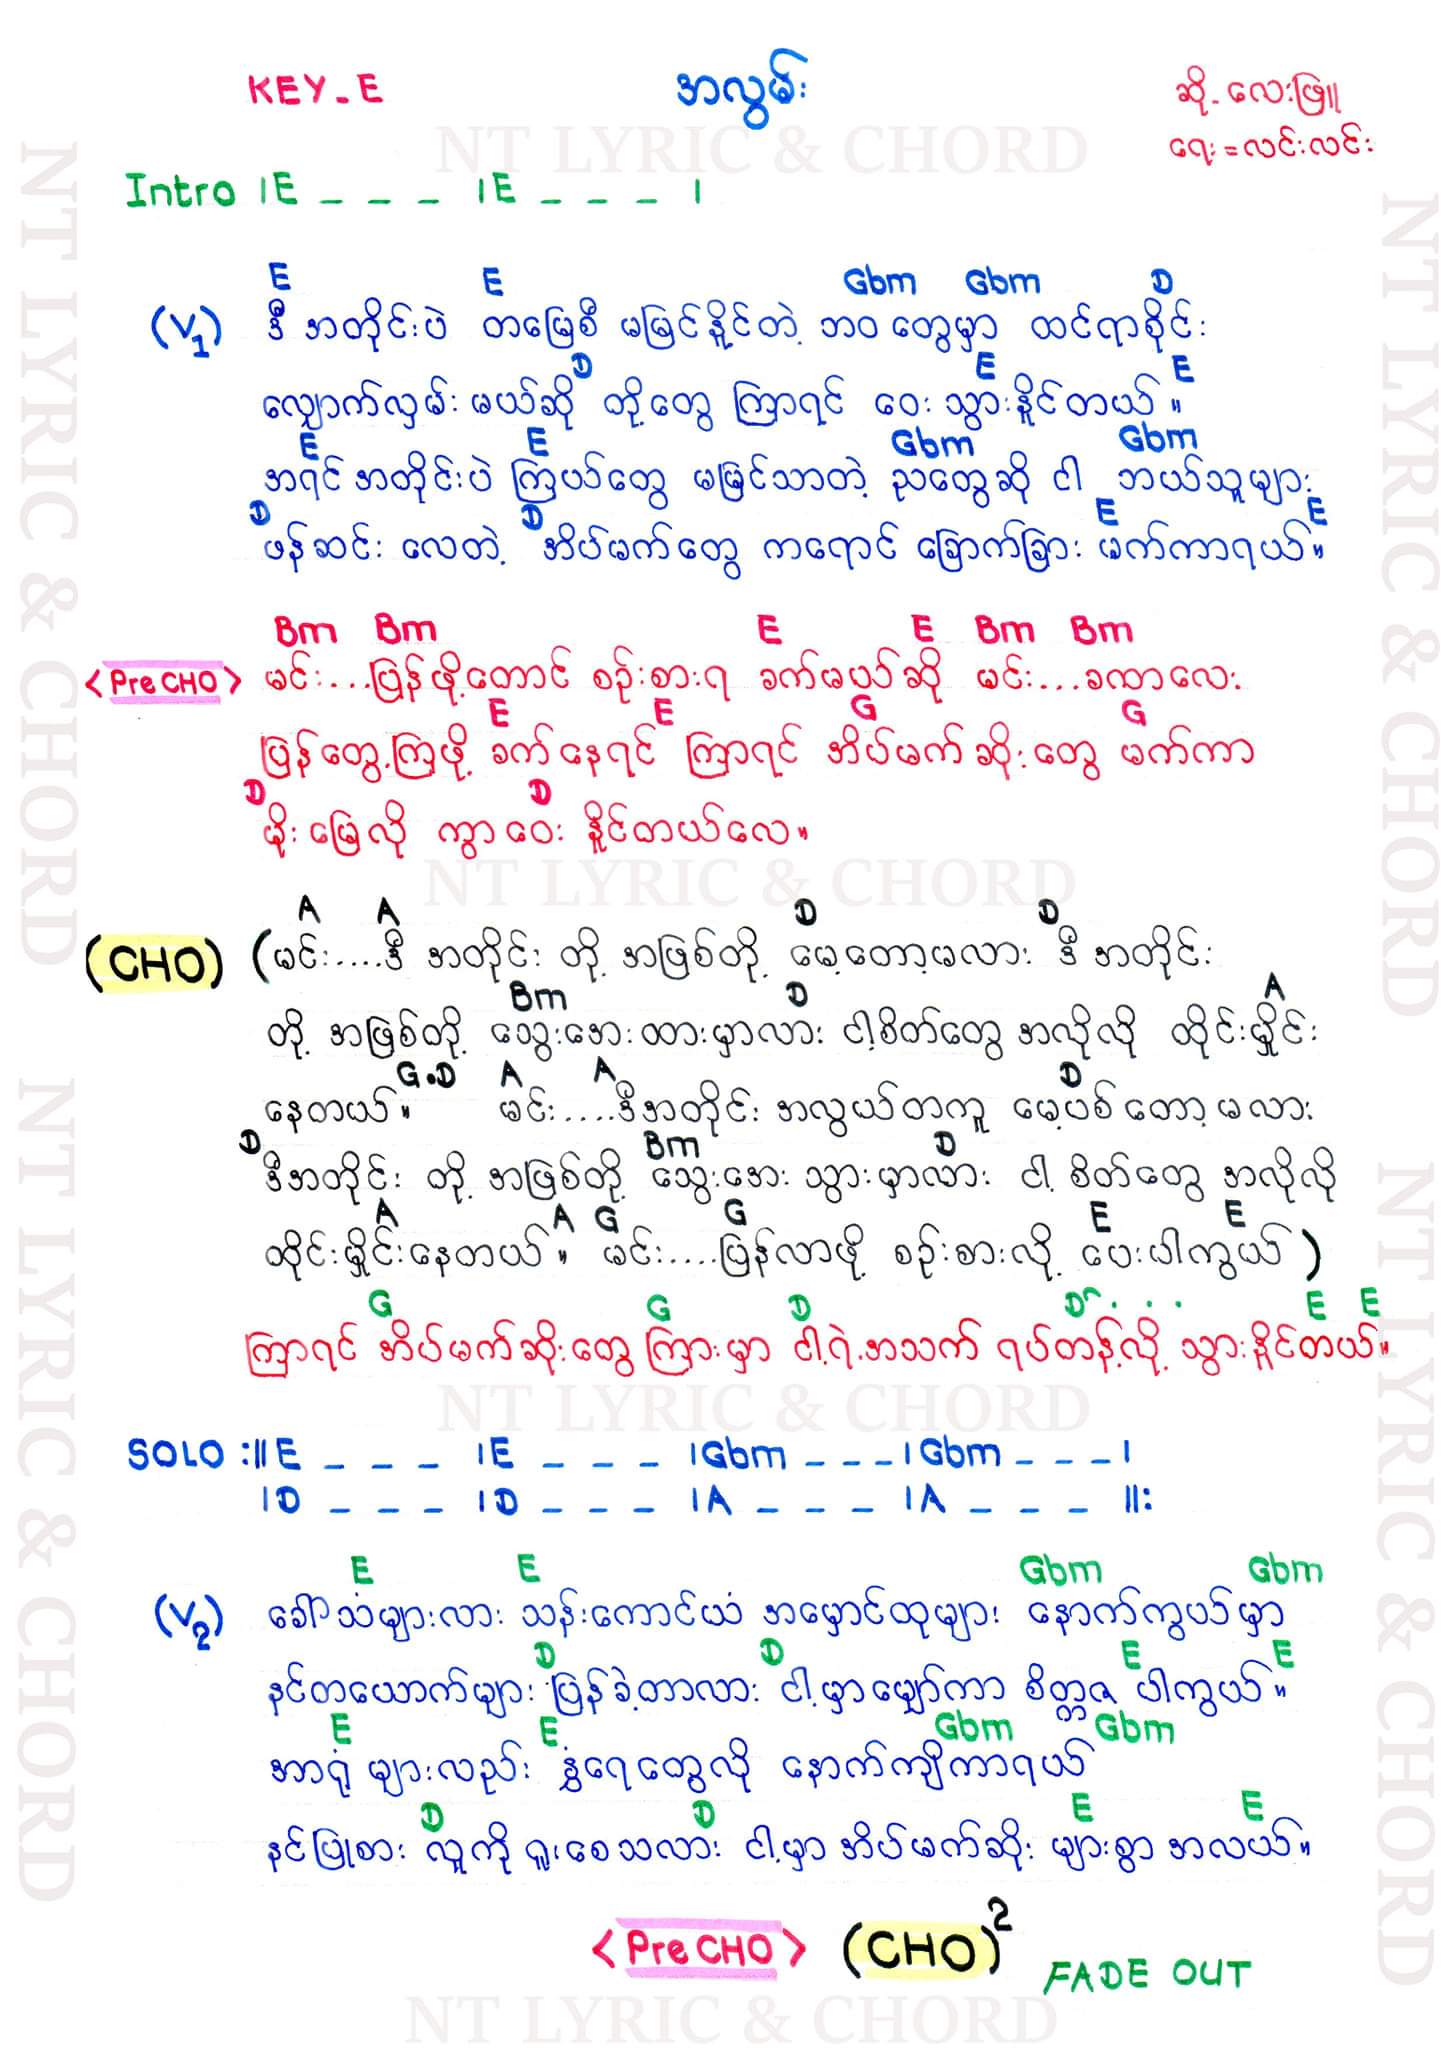 KEY - E
အလွမ်း
ဆို - လေးဖြူ
ရေး = လင်းလင်း
NT LYRIC & CHORD
Intro |E _ _ _ |E _ _ _ |
E E Gbm Gbm D
(V1) ဒီ အတိုင်းပဲ တမြေစီ မမြင်နိူင်တဲ့ ဘဝ တွေမှာ ထင်ရာစိုင်း
D E E
လျှောက်လှမ်း မယ်ဆို တို့တွေ ကြာရင် ဝေး သွားနိူင်တယ်။
E E Gbm Gbm
အရင် အတိုင်းပဲ ကြယ်တွေ မမြင်သာတဲ့ ညတွေဆို ငါ ဘယ်သူများ
D D E E
ဖန်ဆင်း လေတဲ့ အိပ်မက်တွေ ကရောင် ခြောက်ခြား မက်ကာရယ်။
Bm Bm E E Bm Bm
<Pre CHO> မင်း...ပြန်ဖို့တောင် စဉ်းစားရ ခက်မယ်ဆို မင်း...ခဏလေး
E E G G
ပြန်တွေ့ကြဖို့ ခက်နေရင် ကြာရင် အိပ်မက် ဆိုးတွေ မက်ကာ
D D
မိုးမြေလို ကွာဝေး နိူင်တယ်လေ။
NT LYRIC & CHORD
A A D D
(CHO) (မင်း....ဒီ အတိုင်း တို့ အဖြစ်တို့ မေ့တော့မလား ဒီ အတိုင်း
Bm D A
တို့ အဖြစ်တို့ သွေးအေးထားမှာလား ငါ့စိတ်တွေ အလိုလို ထိုင်းမှိုင်း
G.D A A D
နေတယ်။ မင်း....ဒီအတိုင်း အလွယ်တကူ မေ့ပစ်တော့မလား
D Bm D
ဒီအတိုင်း တို့ အဖြစ်တို့ သွေးအေး သွားမှာလား ငါ့ စိတ်တွေ အလိုလို
A A G G E E
ထိုင်းမှိုင်းနေတယ်။ မင်း....ပြန်လာဖို့ စဉ်းစားလို့ ပေးပါကွယ်)
G G D D^ . . . E E
ကြာရင် အိပ်မက်ဆိုးတွေ ကြားမှာ ငါ့ရဲ့အသက် ရပ်တန့်လို့ သွားနိူင်တယ်။
NT LYRIC & CHORD
SOLO :||E _ _ _ |E _ _ _ |Gbm _ _ _ |Gbm _ _ _ |
|D _ _ _ |D _ _ _ |A _ _ _ |A _ _ _ ||:
E E Gbm Gbm
(V2) ခေါ်သံများလား သန်းကောင်ယံ အမှောင်ထုများ နောက်ကွယ်မှာ
D D E E
နင်တယောက်များ ပြန်ခဲ့တာလား ငါ့မှာမျှော်ကာ စိတ္တဇ ပါကွယ်။
E E Gbm Gbm
အာရုံ များလည်း နွံရေတွေလို နောက်ကျိကာရယ်
D D E E
နင်ပြုစား လူကို ရူးစေသလား ငါ့မှာ အိပ်မက်ဆိုး များစွာ အလယ်။
<Pre CHO> (CHO)² FADE OUT
NT LYRIC & CHORD
NT LYRIC & CHORD
NT LYRIC & CHORD
NT LYRIC & CHORD
NT LYRIC & CHORD